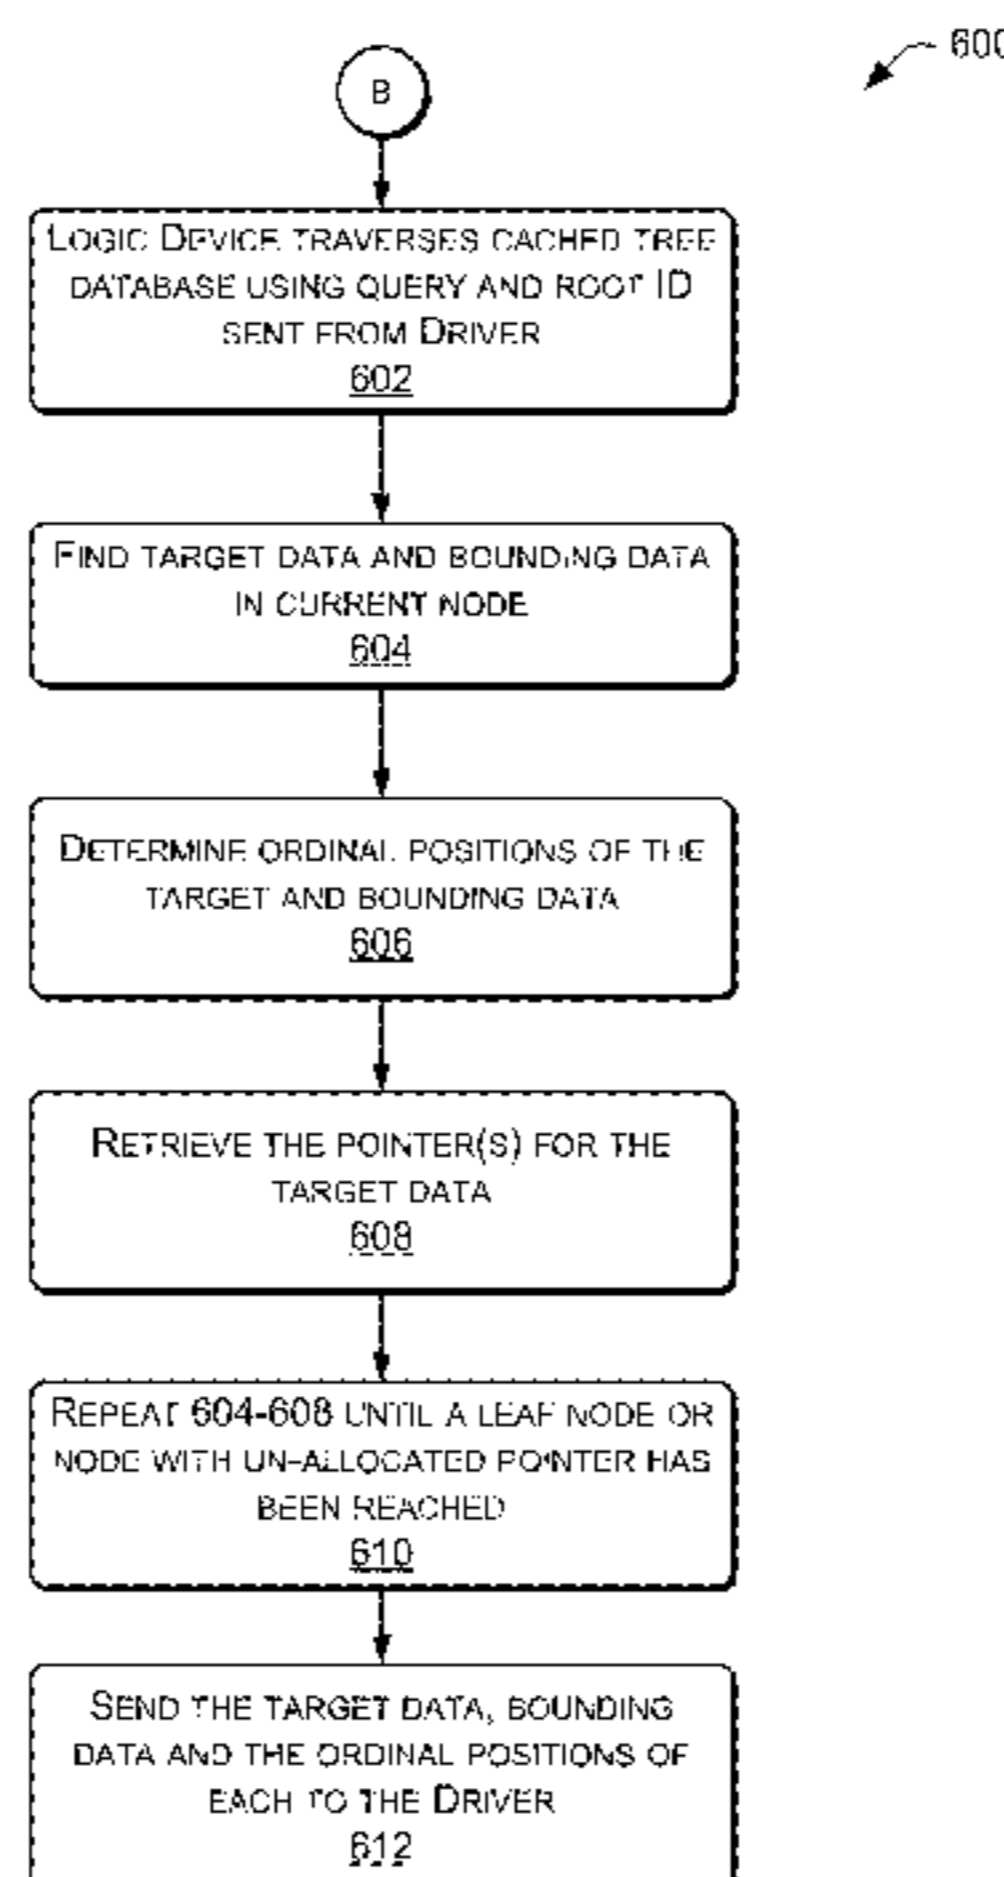 600
B
LOGIC DEVICE TRAVERSES CACHED TREE
DATABASE USING QUERY AND ROOT ID
SENT FROM DRIVER
602
FIND TARGET DATA AND BOUNDING DATA
IN CURRENT NODE
604
DETERMINE ORDINAL POSITIONS OF THE
TARGET AND BOUNDING DATA
606
RETRIEVE THE POINTER(S) FOR THE
TARGET DATA
608
REPEAT 604-608 UNTIL A LEAF NODE OR
NODE WITH UN-ALLOCATED POINTER HAS
BEEN REACHED
610
SEND THE TARGET DATA, BOUNDING
DATA AND THE ORDINAL POSITIONS OF
EACH TO THE DRIVER
612